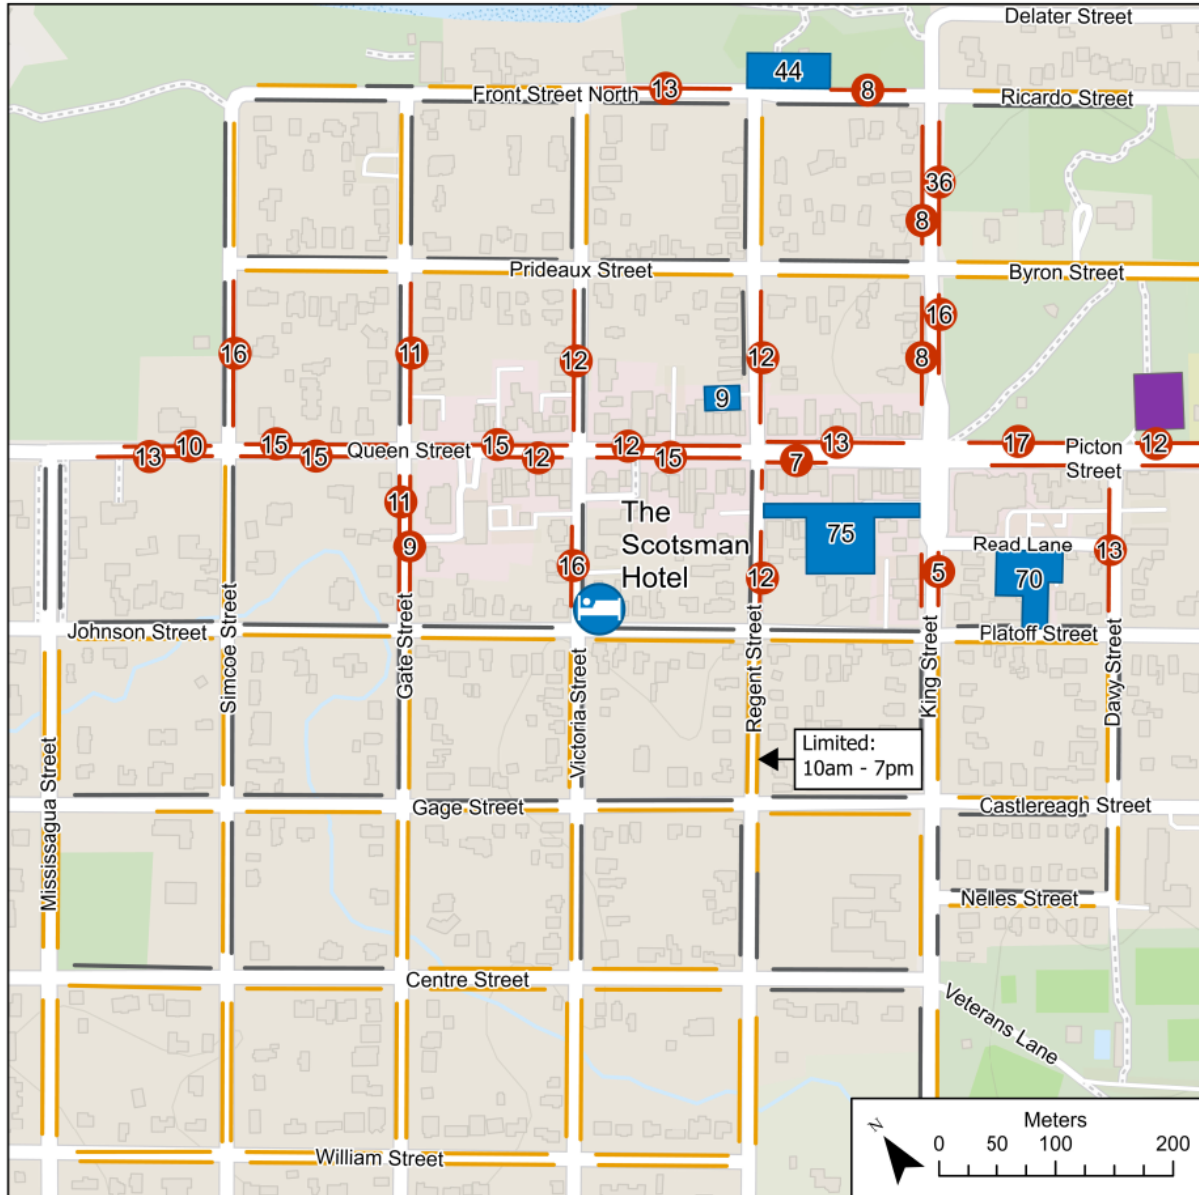 Delater Street
44
13
8
Front Street North
Ricardo Street
36
8
Prideaux Street
Byron Street
16
16
11
12
12
8
9
10
13
15
15
Queen Street
15
12
12
15
13
7
17
Picton
Street
12
11
9
The
Scotsman
Hotel
75
Read Lane
13
16
12
5
70
Johnson Street
Platoff Street
Simcoe Street
Gate Street
Victoria Street
Regent Street
King Street
Davy Street
Mississagua Street
Limited:
10am - 7pm
Gage Street
Castlereagh Street
Nelles Street
Centre Street
Veterans Lane
William Street
N
Meters
0 50 100 200